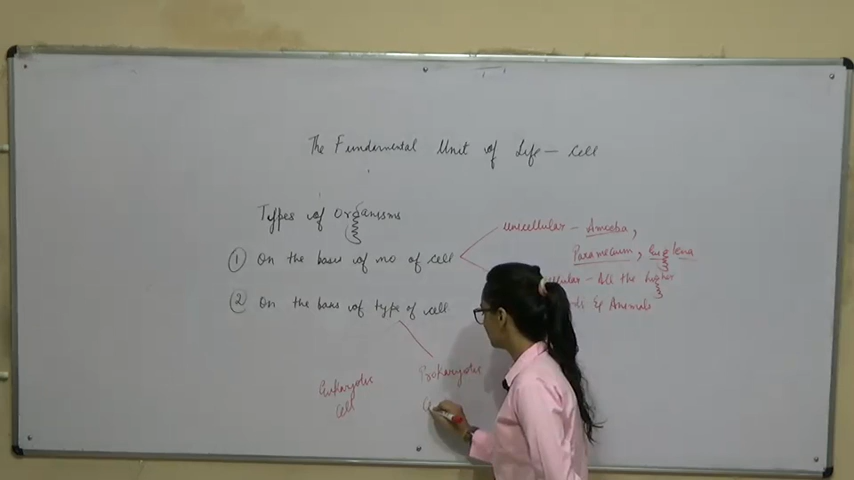 The Fundamental Unit of Life - Cell
Types of Organisms
① On the basis of no of cell
unicellular - Amoeba,
Paramecium, Euglena
cellular - All the higher
② On the basis of type of cell
& Animals
Eukaryotic
Cell
Prokaryotic